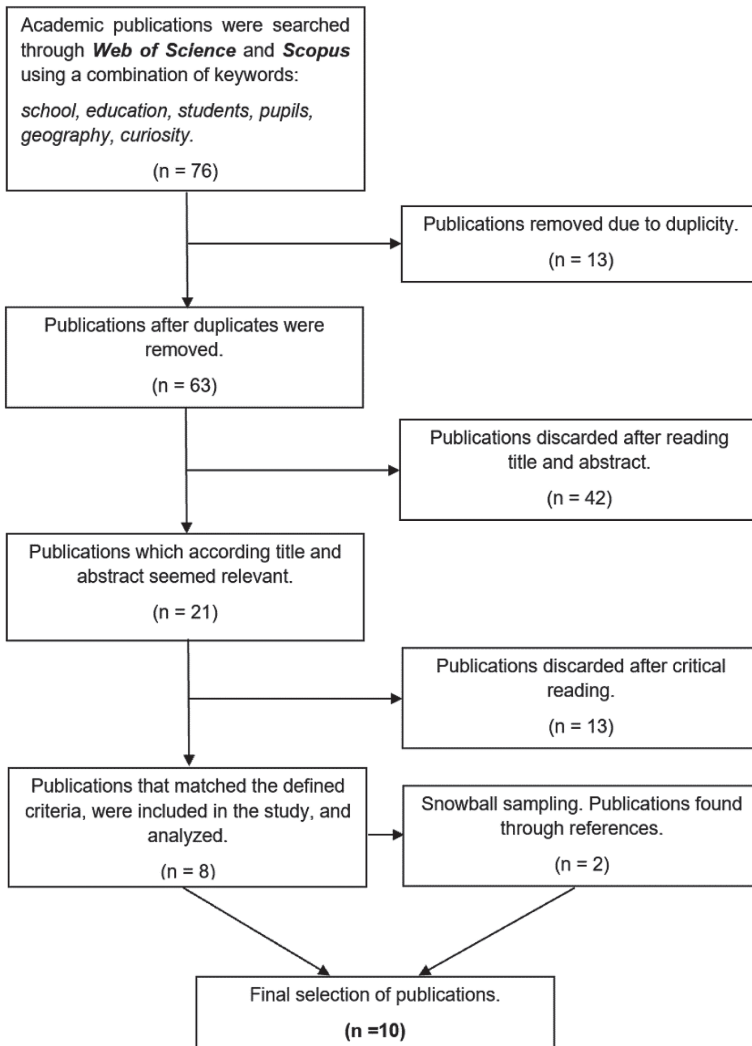 Academic publications were searched
through Web of Science and Scopus
using a combination of keywords:
school, education, students, pupils,
geography, curiosity.
(n = 76)
Publications removed due to duplicity.
(n = 13)
Publications after duplicates were
removed.
(n = 63)
Publications discarded after reading
title and abstract.
(n = 42)
Publications which according title and
abstract seemed relevant.
(n = 21)
Publications discarded after critical
reading.
(n = 13)
Publications that matched the defined
criteria, were included in the study, and
analyzed.
(n = 8)
Snowball sampling. Publications found
through references.
(n = 2)
Final selection of publications.
(n =10)